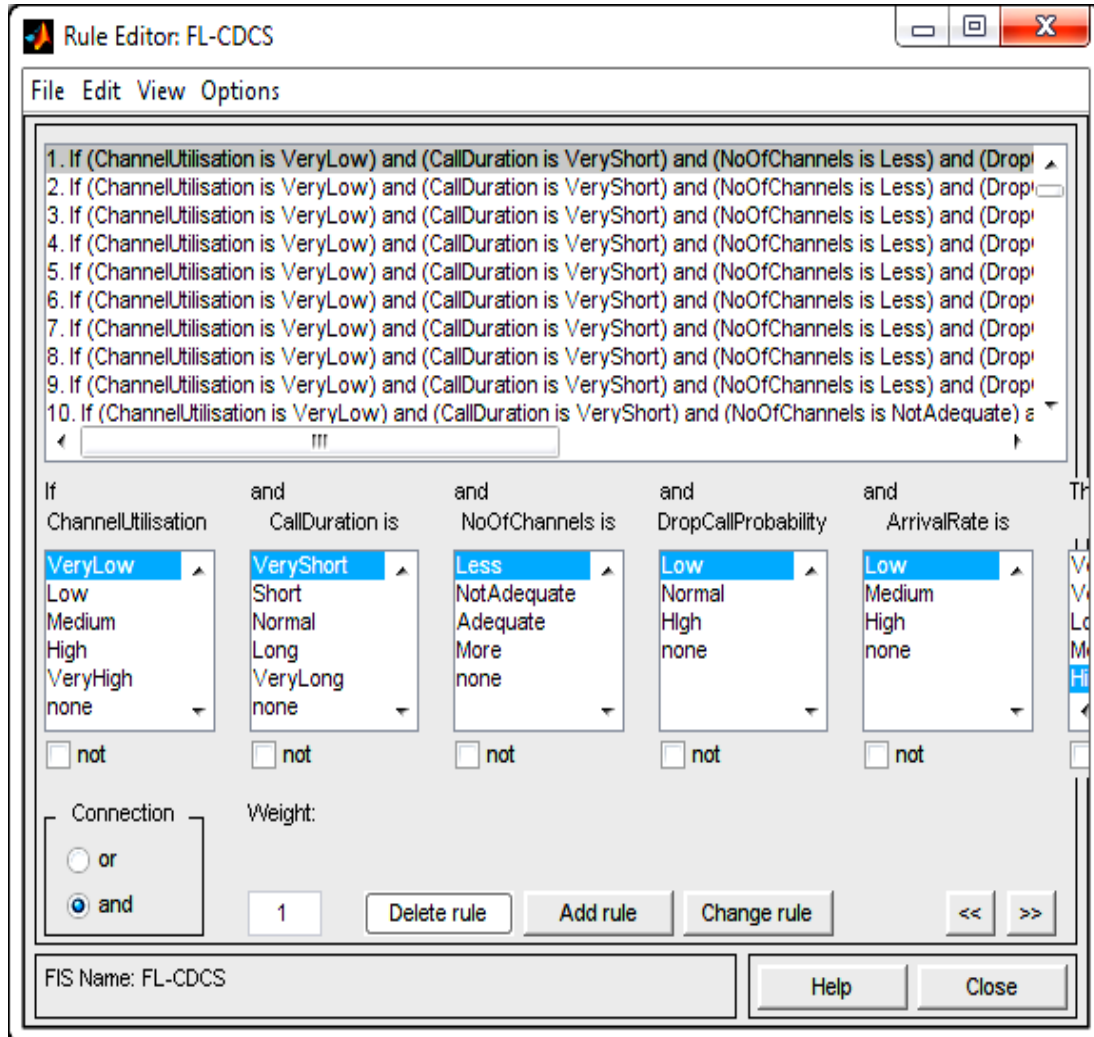 Rule Editor: FL-CDCS
File Edit View Options
1. If (ChannelUtilisation is VeryLow) and (CallDuration is VeryShort) and (NoOfChannels is Less) and (Drop
2. If (ChannelUtilisation is VeryLow) and (CallDuration is VeryShort) and (NoOfChannels is Less) and (Drop
3. If (ChannelUtilisation is VeryLow) and (CallDuration is VeryShort) and (NoOfChannels is Less) and (Drop
4. If (ChannelUtilisation is VeryLow) and (CallDuration is VeryShort) and (NoOfChannels is Less) and (Drop
5. If (ChannelUtilisation is VeryLow) and (CallDuration is VeryShort) and (NoOfChannels is Less) and (Drop
6. If (ChannelUtilisation is VeryLow) and (CallDuration is VeryShort) and (NoOfChannels is Less) and (Drop
7. If (ChannelUtilisation is VeryLow) and (CallDuration is VeryShort) and (NoOfChannels is Less) and (Drop
8. If (ChannelUtilisation is VeryLow) and (CallDuration is VeryShort) and (NoOfChannels is Less) and (Drop
9. If (ChannelUtilisation is VeryLow) and (CallDuration is VeryShort) and (NoOfChannels is Less) and (Drop
10. If (ChannelUtilisation is VeryLow) and (CallDuration is VeryShort) and (NoOfChannels is NotAdequate) a
If and and and and Th
ChannelUtilisation CallDuration is NoOfChannels is DropCallProbability ArrivalRate is
VeryLow VeryShort Less Low Low Ve
Low Short NotAdequate Normal Medium Ve
Medium Normal Adequate HIgh High Lo
High Long More none none Me
VeryHigh VeryLong none Hi
none none
not not not not not
Connection Weight:
or
and 1 Delete rule Add rule Change rule << >>
FIS Name: FL-CDCS Help Close